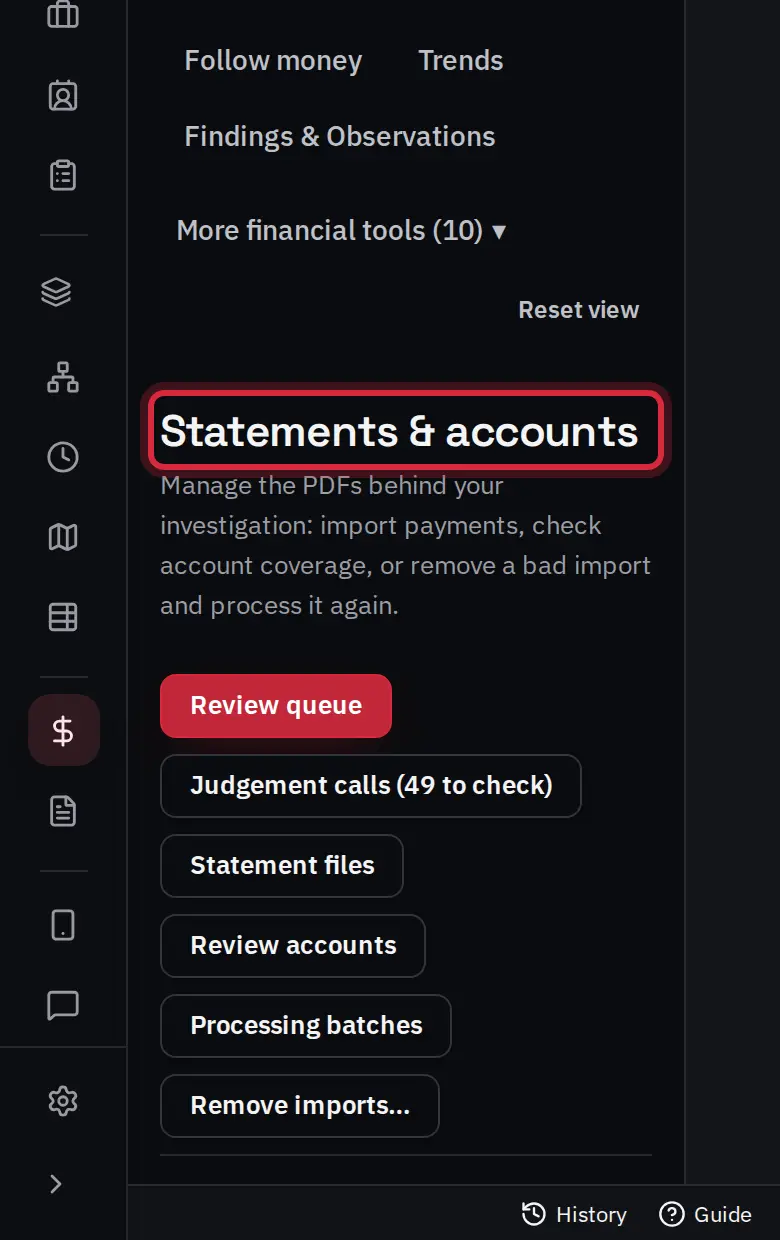 Follow money Trends
Findings & Observations
More financial tools (10) ▾
Reset view
Statements & accounts
Manage the PDFs behind your
investigation: import payments, check
account coverage, or remove a bad import
and process it again.
Review queue
Judgement calls (49 to check)
Statement files
Review accounts
Processing batches
Remove imports...
History Guide